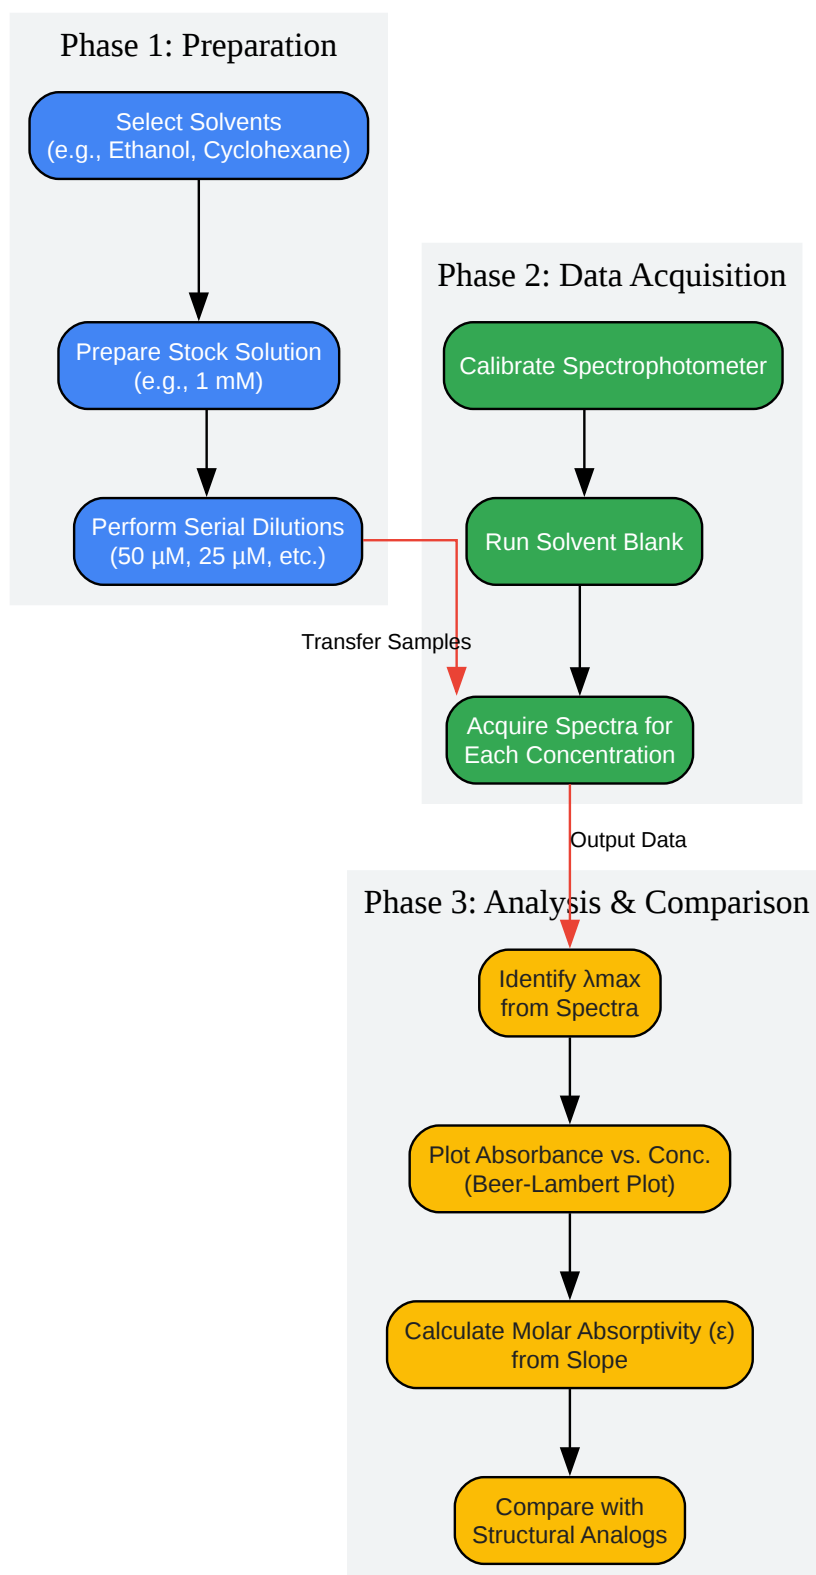 Phase 1: Preparation
Select Solvents
(e.g., Ethanol, Cyclohexane)
Prepare Stock Solution
(e.g., 1 mM)
Perform Serial Dilutions
(50 µM, 25 µM, etc.)
Transfer Samples
Phase 2: Data Acquisition
Calibrate Spectrophotometer
Run Solvent Blank
Acquire Spectra for
Each Concentration
Output Data
Phase 3: Analysis & Comparison
Identify λmax
from Spectra
Plot Absorbance vs. Conc.
(Beer-Lambert Plot)
Calculate Molar Absorptivity (ε)
from Slope
Compare with
Structural Analogs